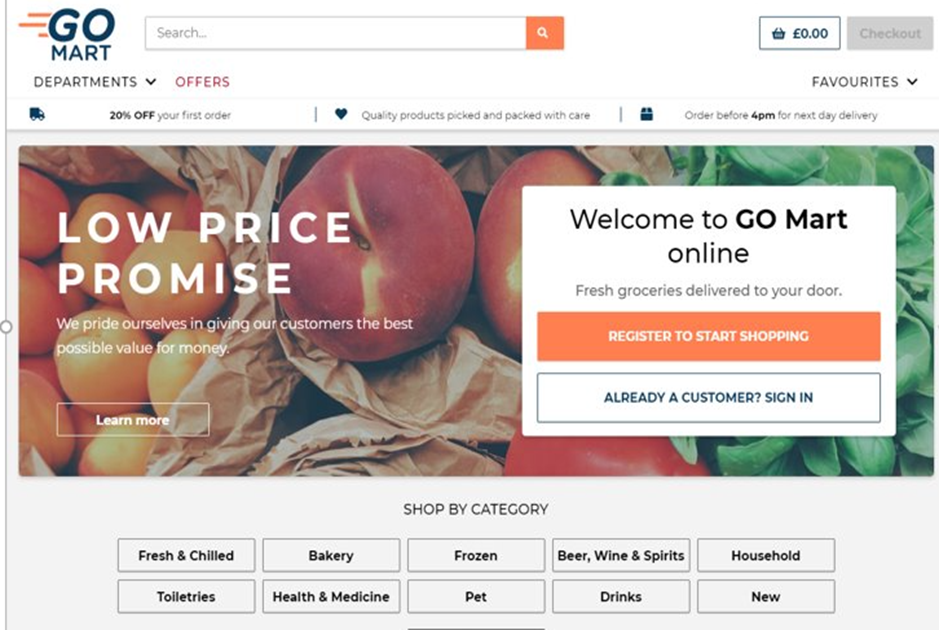 GO
MART
Search...
£0.00
Checkout
DEPARTMENTS
OFFERS
FAVOURITES
20% OFF your first order
Quality products picked and packed with care
Order before 4pm for next day delivery
LOW PRICE
PROMISE
We pride ourselves in giving our customers the best
possible value for money.
Learn more
Welcome to GO Mart
online
Fresh groceries delivered to your door.
REGISTER TO START SHOPPING
ALREADY A CUSTOMER? SIGN IN
SHOP BY CATEGORY
Fresh & Chilled
Bakery
Frozen
Beer, Wine & Spirits
Household
Toiletries
Health & Medicine
Pet
Drinks
New